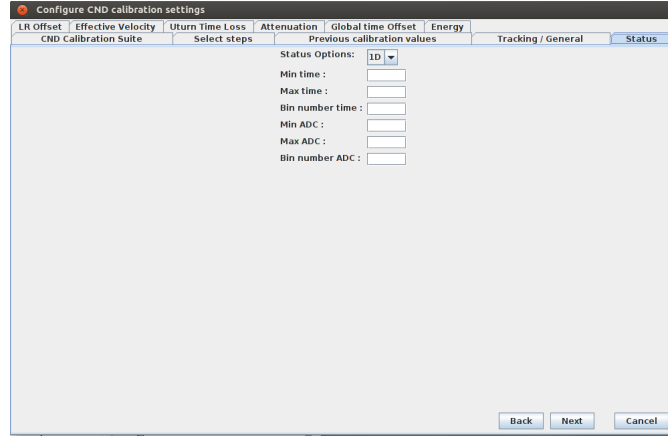 Configure CND calibration settings
LR Offset Effective Velocity Uturn Time Loss Attenuation Global time Offset Energy
CND Calibration Suite Select steps Previous calibration values Tracking / General Status
Status Options: 1D
Min time :
Max time :
Bin number time :
Min ADC :
Max ADC :
Bin number ADC :
Back Next Cancel